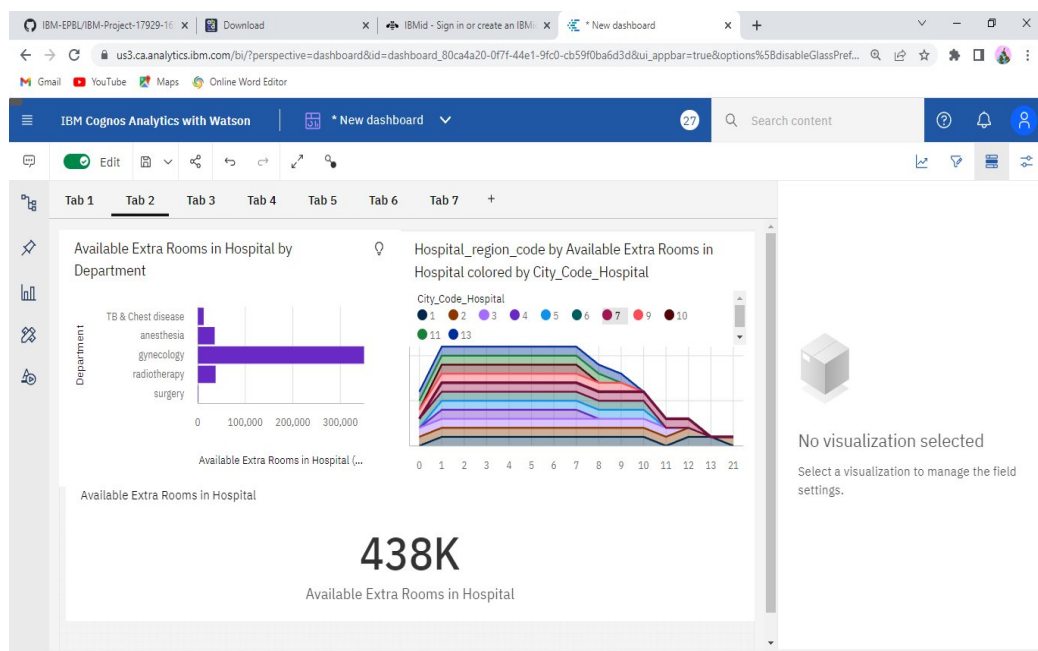 IBM-EPBL/IBM-Project-17929-16
Download
IBMid - Sign in or create an IBMi
* New dashboard
us3.ca.analytics.ibm.com/bi/?perspective=dashboard&id=dashboard_80ca4a20-0f7f-44e1-9fc0-cb59f0ba6d3d&ui_appbar=true&options%5BdisableGlassPref...
Gmail YouTube Maps Online Word Editor
IBM Cognos Analytics with Watson
* New dashboard
27
Search content
Edit
Tab 1 Tab 2 Tab 3 Tab 4 Tab 5 Tab 6 Tab 7 +
Available Extra Rooms in Hospital by
Department
Department
TB & Chest disease
anesthesia
gynecology
radiotherapy
surgery
0 100,000 200,000 300,000
Available Extra Rooms in Hospital (...
Hospital_region_code by Available Extra Rooms in
Hospital colored by City_Code_Hospital
City_Code_Hospital
1 2 3 4 5 6 7 9 10
11 13
0 1 2 3 4 5 6 7 8 9 10 11 12 13 21
Available Extra Rooms in Hospital
438K
Available Extra Rooms in Hospital
No visualization selected
Select a visualization to manage the field
settings.